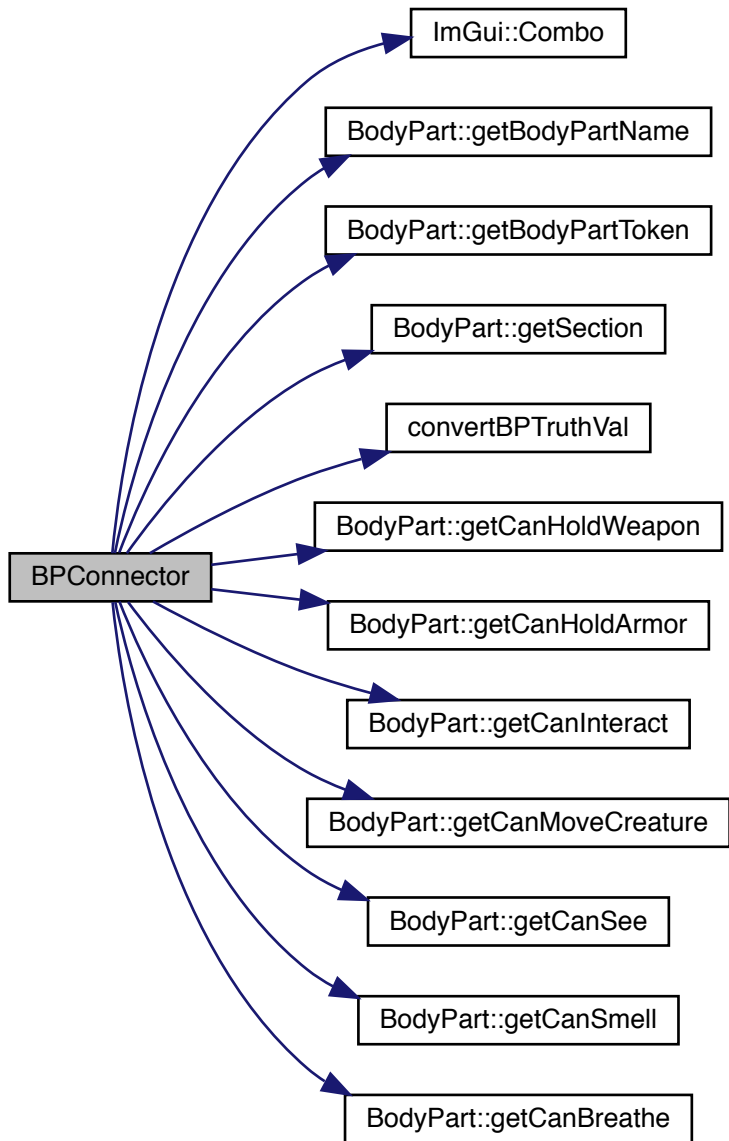 ImGui::Combo
BodyPart::getBodyPartName
BodyPart::getBodyPartToken
BodyPart::getSection
convertBPTruthVal
BodyPart::getCanHoldWeapon
BPConnector
BodyPart::getCanHoldArmor
BodyPart::getCanInteract
BodyPart::getCanMoveCreature
BodyPart::getCanSee
BodyPart::getCanSmell
BodyPart::getCanBreathe